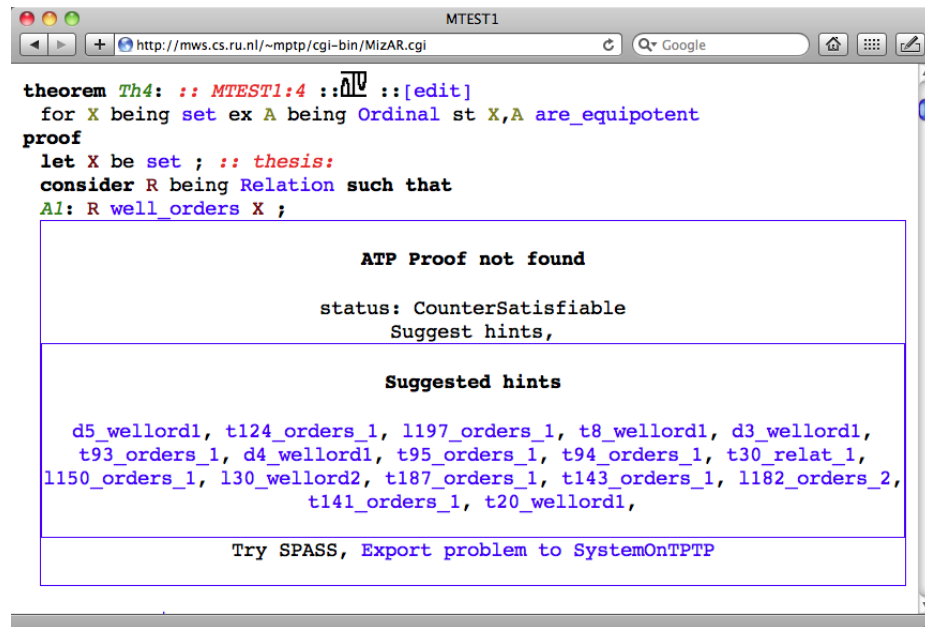 MTEST1
http://mws.cs.ru.nl/~mptp/cgi-bin/MizAR.cgi
Google
theorem Th4: :: MTEST1:4 :: ::[edit]
for X being set ex A being Ordinal st X,A are_equipotent
proof
let X be set ; :: thesis:
consider R being Relation such that
A1: R well_orders X ;
ATP Proof not found
status: CounterSatisfiable
Suggest hints,
Suggested hints
d5_wellord1, t124_orders_1, l197_orders_1, t8_wellord1, d3_wellord1,
t93_orders_1, d4_wellord1, t95_orders_1, t94_orders_1, t30_relat_1,
l150_orders_1, l30_wellord2, t187_orders_1, t143_orders_1, l182_orders_2,
t141_orders_1, t20_wellord1,
Try SPASS, Export problem to SystemOnTPTP